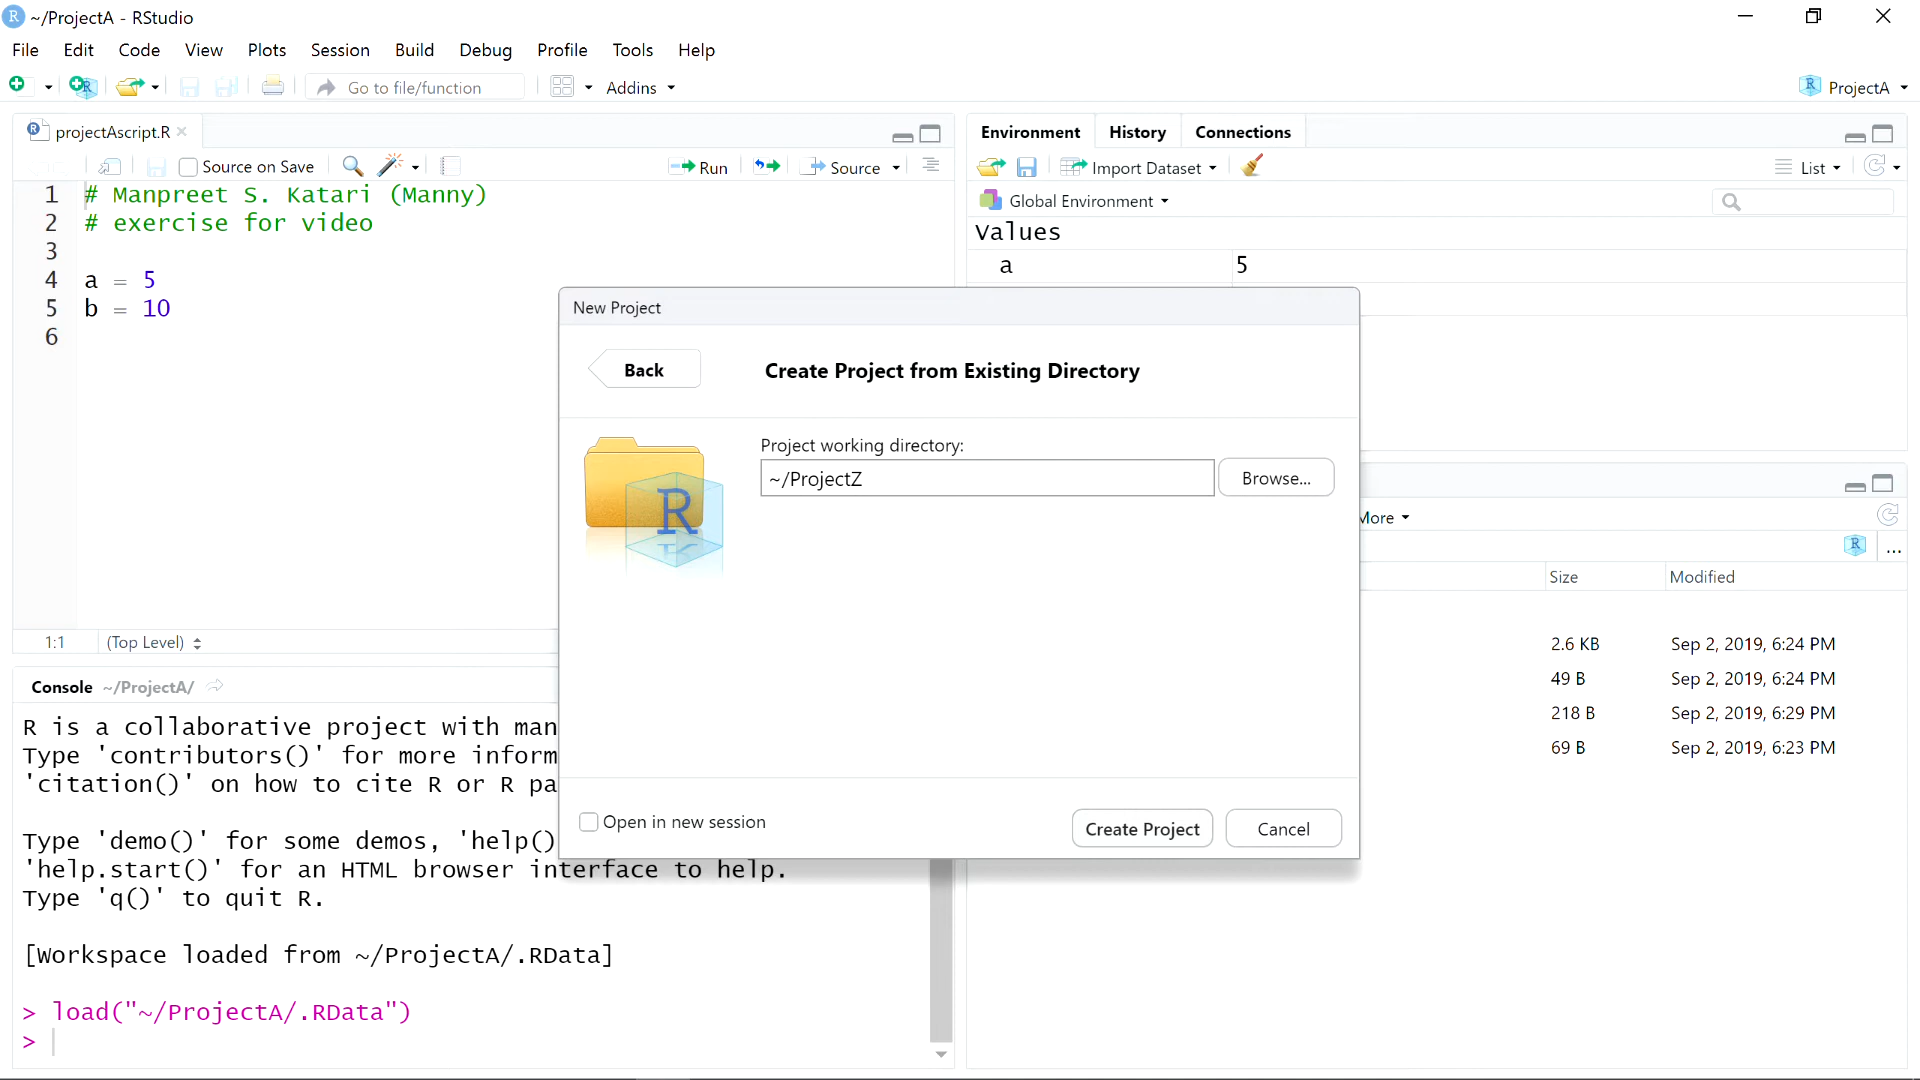 ~/ProjectA - RStudio
File Edit Code View Plots Session Build Debug Profile Tools Help
Go to file/function Addins ProjectA
projectAscript.R
Source on Save Run Source
1 # Manpreet S. Katari (Manny)
2 # exercise for video
3
4 a = 5
5 b = 10
6
1:1 (Top Level)
Environment History Connections
Import Dataset List
Global Environment
Values
a 5
New Project
Back Create Project from Existing Directory
Project working directory:
~/ProjectZ Browse...
Open in new session Create Project Cancel
More
...
Size Modified
2.6 KB Sep 2, 2019, 6:24 PM
49 B Sep 2, 2019, 6:24 PM
218 B Sep 2, 2019, 6:29 PM
69 B Sep 2, 2019, 6:23 PM
Console ~/ProjectA/
R is a collaborative project with man
Type 'contributors()' for more inform
'citation()' on how to cite R or R pa
Type 'demo()' for some demos, 'help()
'help.start()' for an HTML browser interface to help.
Type 'q()' to quit R.
[Workspace loaded from ~/ProjectA/.RData]
> load("~/ProjectA/.RData")
>